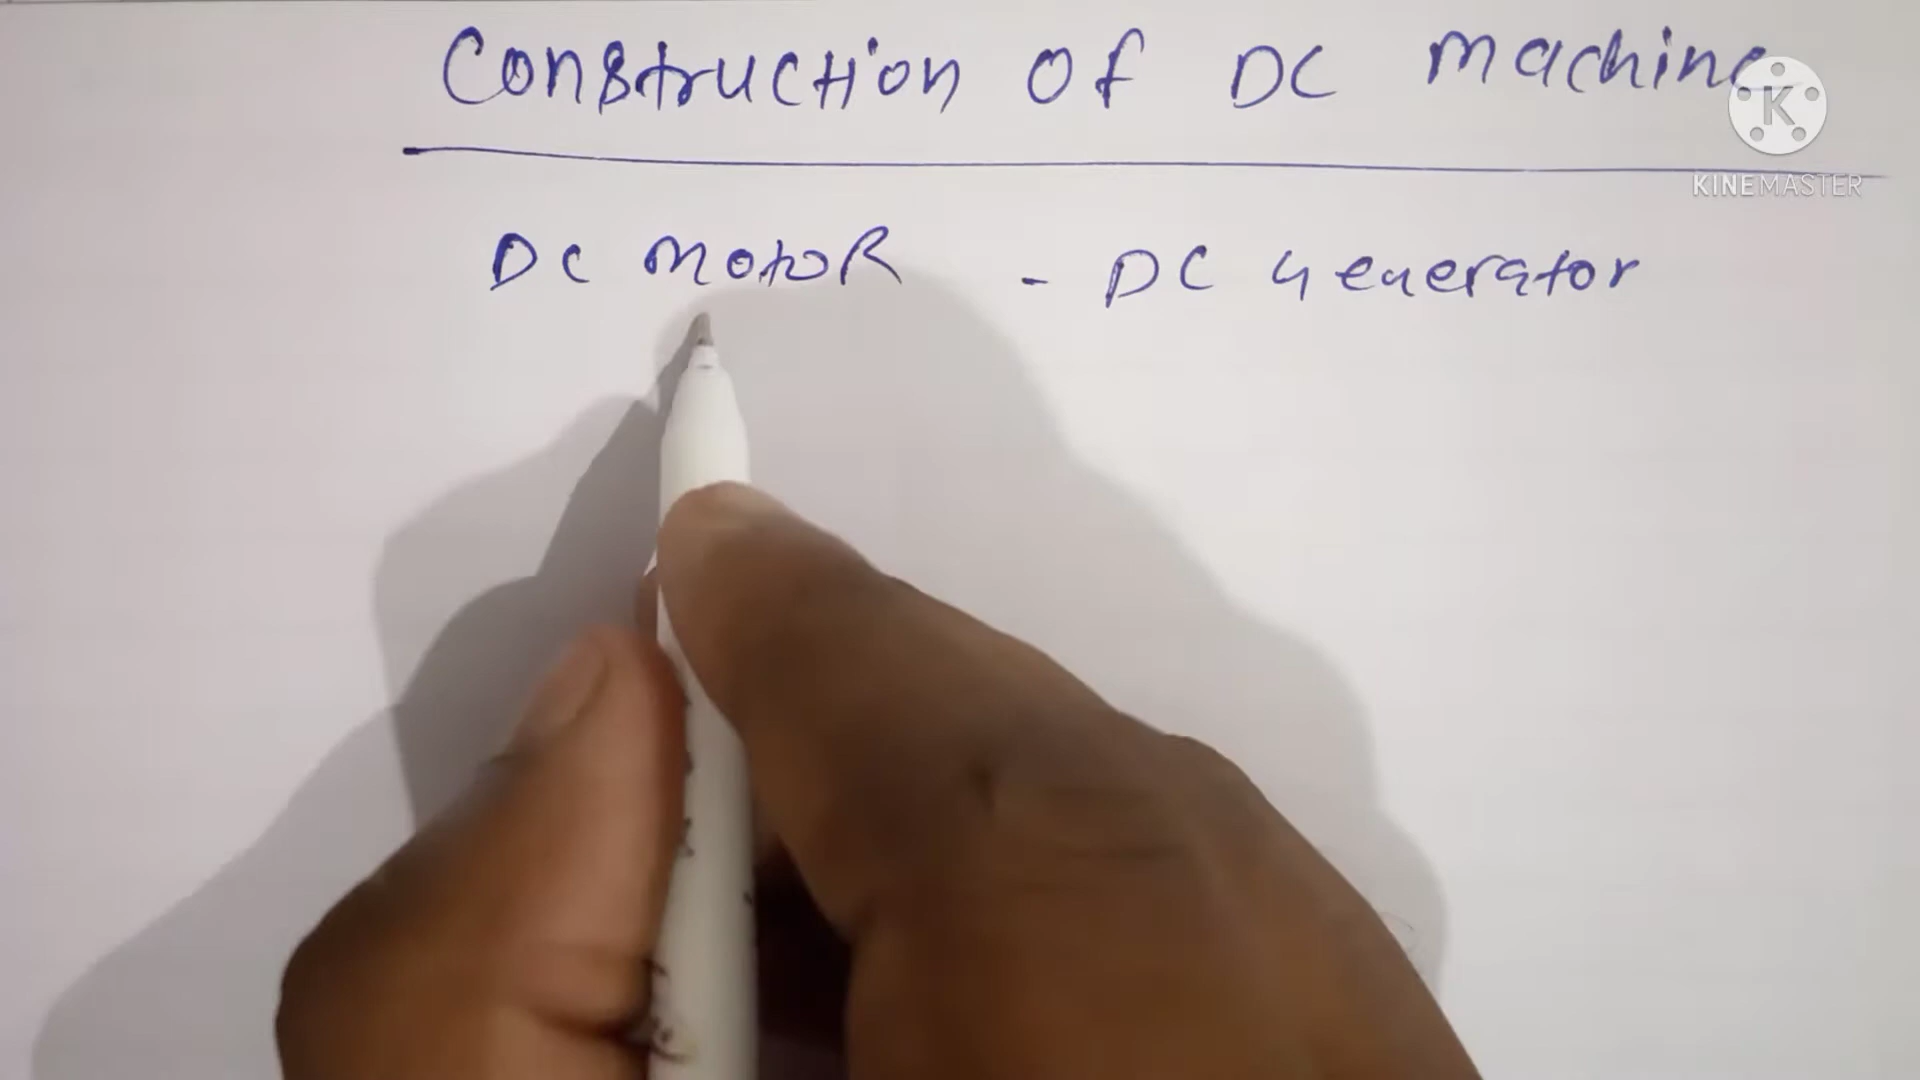 Construction of DC Machine
K
KINEMASTER
DC MotoR - DC Generator